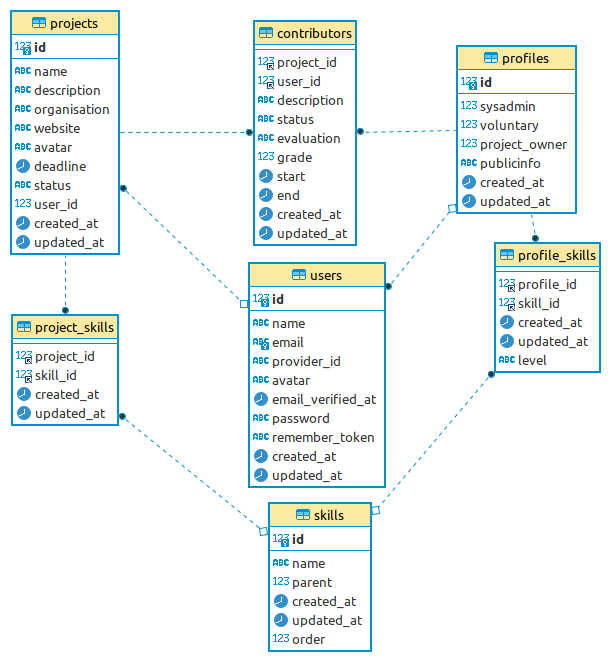 projects
123 id
ABC name
ABC description
ABC organisation
ABC website
ABC avatar
deadline
ABC status
123 user_id
created_at
updated_at
contributors
123 project_id
123 user_id
ABC description
ABC status
ABC evaluation
123 grade
start
end
created_at
updated_at
profiles
123 id
123 sysadmin
123 voluntary
123 project_owner
ABC publicinfo
created_at
updated_at
users
123 id
ABC name
ABC email
ABC provider_id
ABC avatar
email_verified_at
ABC password
ABC remember_token
created_at
updated_at
profile_skills
123 profile_id
123 skill_id
created_at
updated_at
ABC level
project_skills
123 project_id
123 skill_id
created_at
updated_at
skills
123 id
ABC name
123 parent
created_at
updated_at
123 order